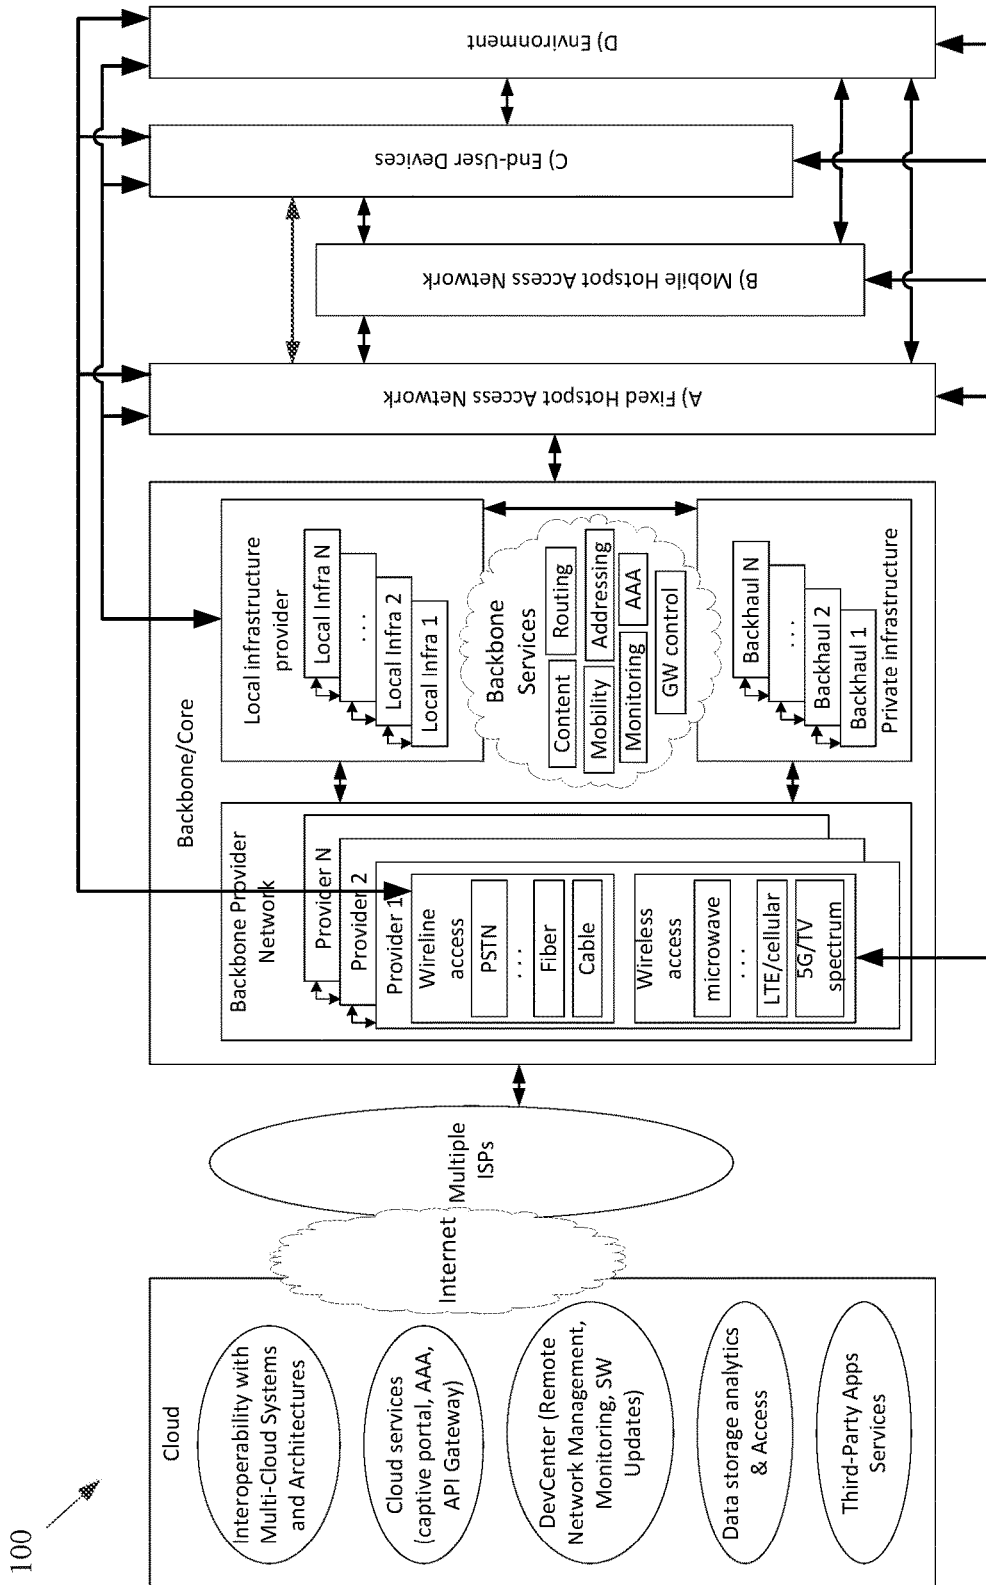 100
Cloud
Interoperability with
Multi-Cloud Systems
and Architectures
Cloud services
(captive portal, AAA,
API Gateway)
DevCenter (Remote
Network Management,
Monitoring, SW
Updates)
Data storage analytics
& Access
Third-Party Apps
Services
Internet
Multiple
ISPs
Backbone/Core
Backbone Provider
Network
Provider N
Provider 2
Provider 1
Wireline
access
PSTN
...
Fiber
Cable
Wireless
access
microwave
...
LTE/cellular
5G/TV
spectrum
Local infrastructure
provider
Local Infra N
...
Local Infra 2
Local Infra 1
Backbone
Services
Content
Routing
Mobility
Addressing
Monitoring
AAA
GW control
Backhaul N
...
Backhaul 2
Backhaul 1
Private infrastructure
A) Fixed Hotspot Access Network
B) Mobile Hotspot Access Network
C) End-User Devices
D) Environment